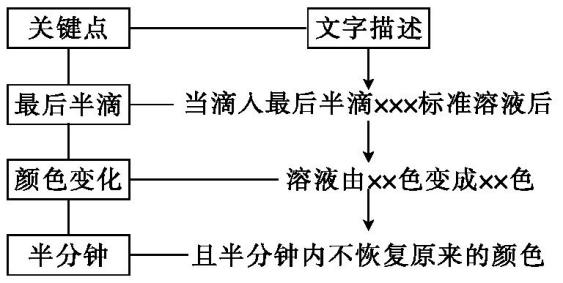 关键点
文字描述
最后半滴
当滴入最后半滴×××标准溶液后
颜色变化
溶液由××色变成××色
半分钟
且半分钟内不恢复原来的颜色